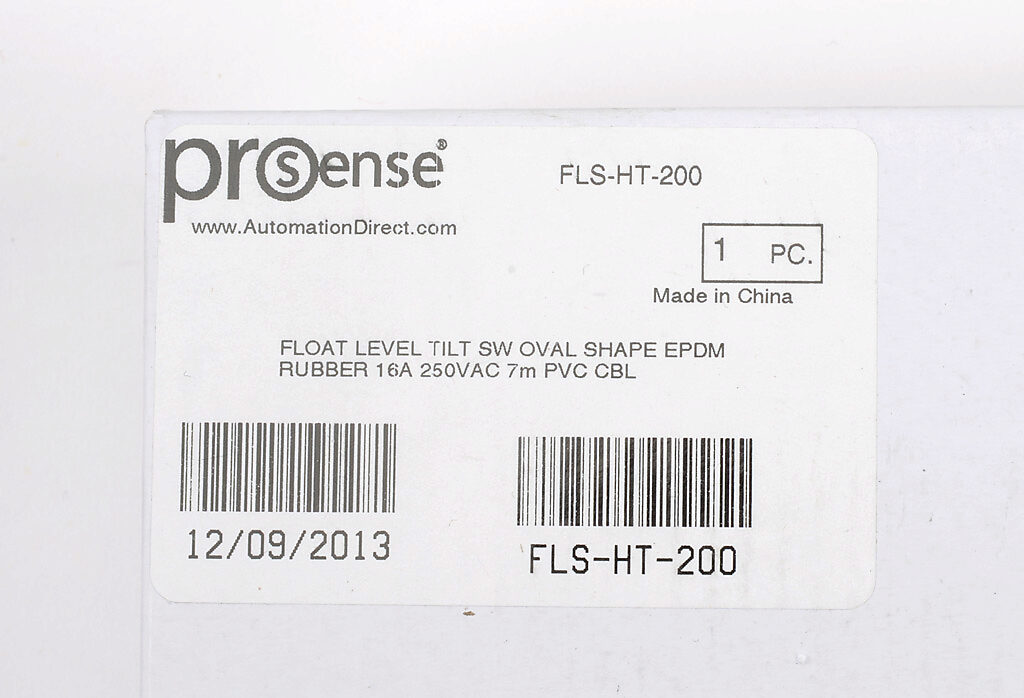 prosense®
FLS-HT-200
www.AutomationDirect.com
1 PC.
Made in China
FLOAT LEVEL TILT SW OVAL SHAPE EPDM
RUBBER 16A 250VAC 7m PVC CBL
12/09/2013
FLS-HT-200